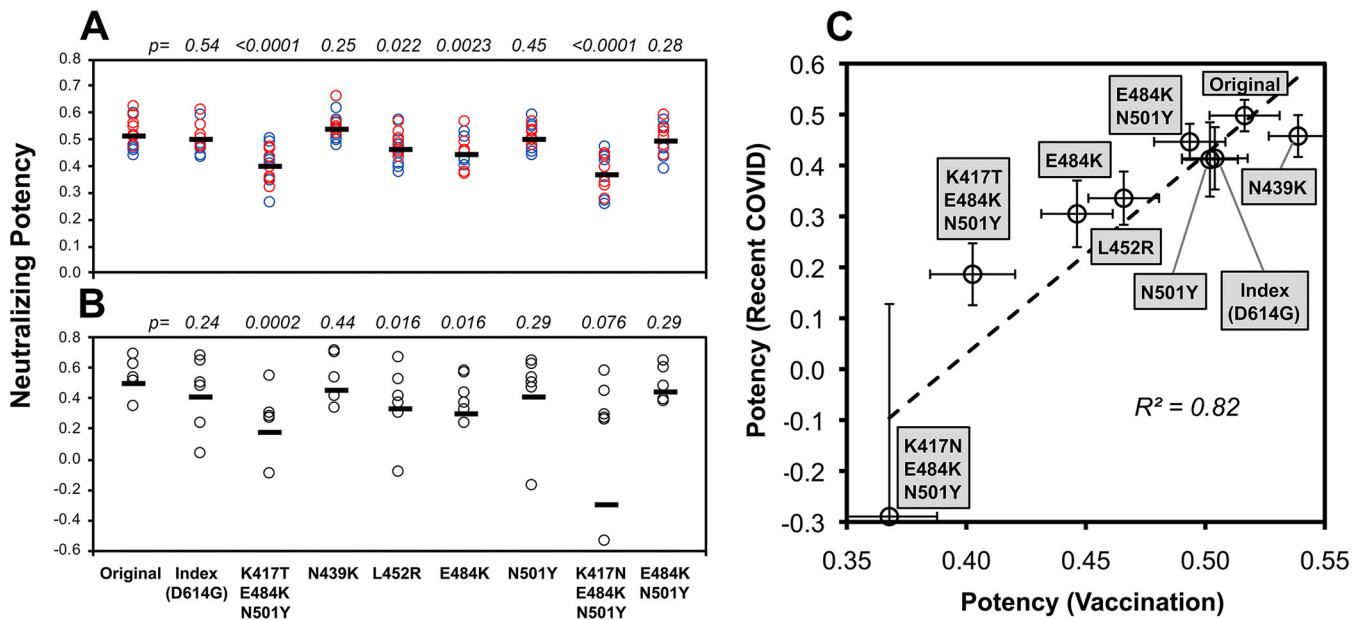 A
p= 0.54 <0.0001 0.25 0.022 0.0023 0.45 <0.0001 0.28
0.8
0.7
0.6
0.5
0.4
0.3
0.2
0.1
0.0
Neutralizing Potency
B
p= 0.24 0.0002 0.44 0.016 0.016 0.29 0.076 0.29
0.8
0.6
0.4
0.2
0.0
-0.2
-0.4
-0.6
Original Index K417T N439K L452R E484K N501Y K417N E484K
(D614G) E484K E484K N501Y
N501Y N501Y
C
0.6
0.5
0.4
0.3
0.2
0.1
0.0
-0.1
-0.2
-0.3
Potency (Recent COVID)
Original
E484K
N501Y
N439K
E484K
K417T
E484K
N501Y
L452R
N501Y
Index
(D614G)
R² = 0.82
K417N
E484K
N501Y
0.35 0.40 0.45 0.50 0.55
Potency (Vaccination)